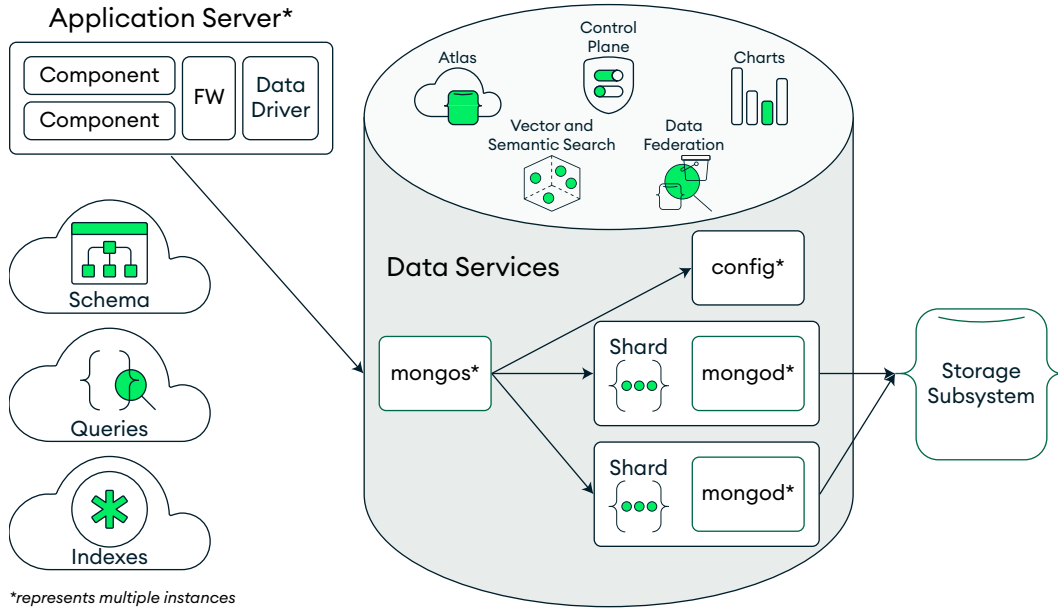 Application Server*
Component
Component
FW
Data
Driver
Schema
Queries
Indexes
*represents multiple instances
Atlas
Control
Plane
Charts
Vector and
Semantic Search
Data
Federation
Data Services
config*
mongos*
Shard
mongod*
Shard
mongod*
Storage
Subsystem